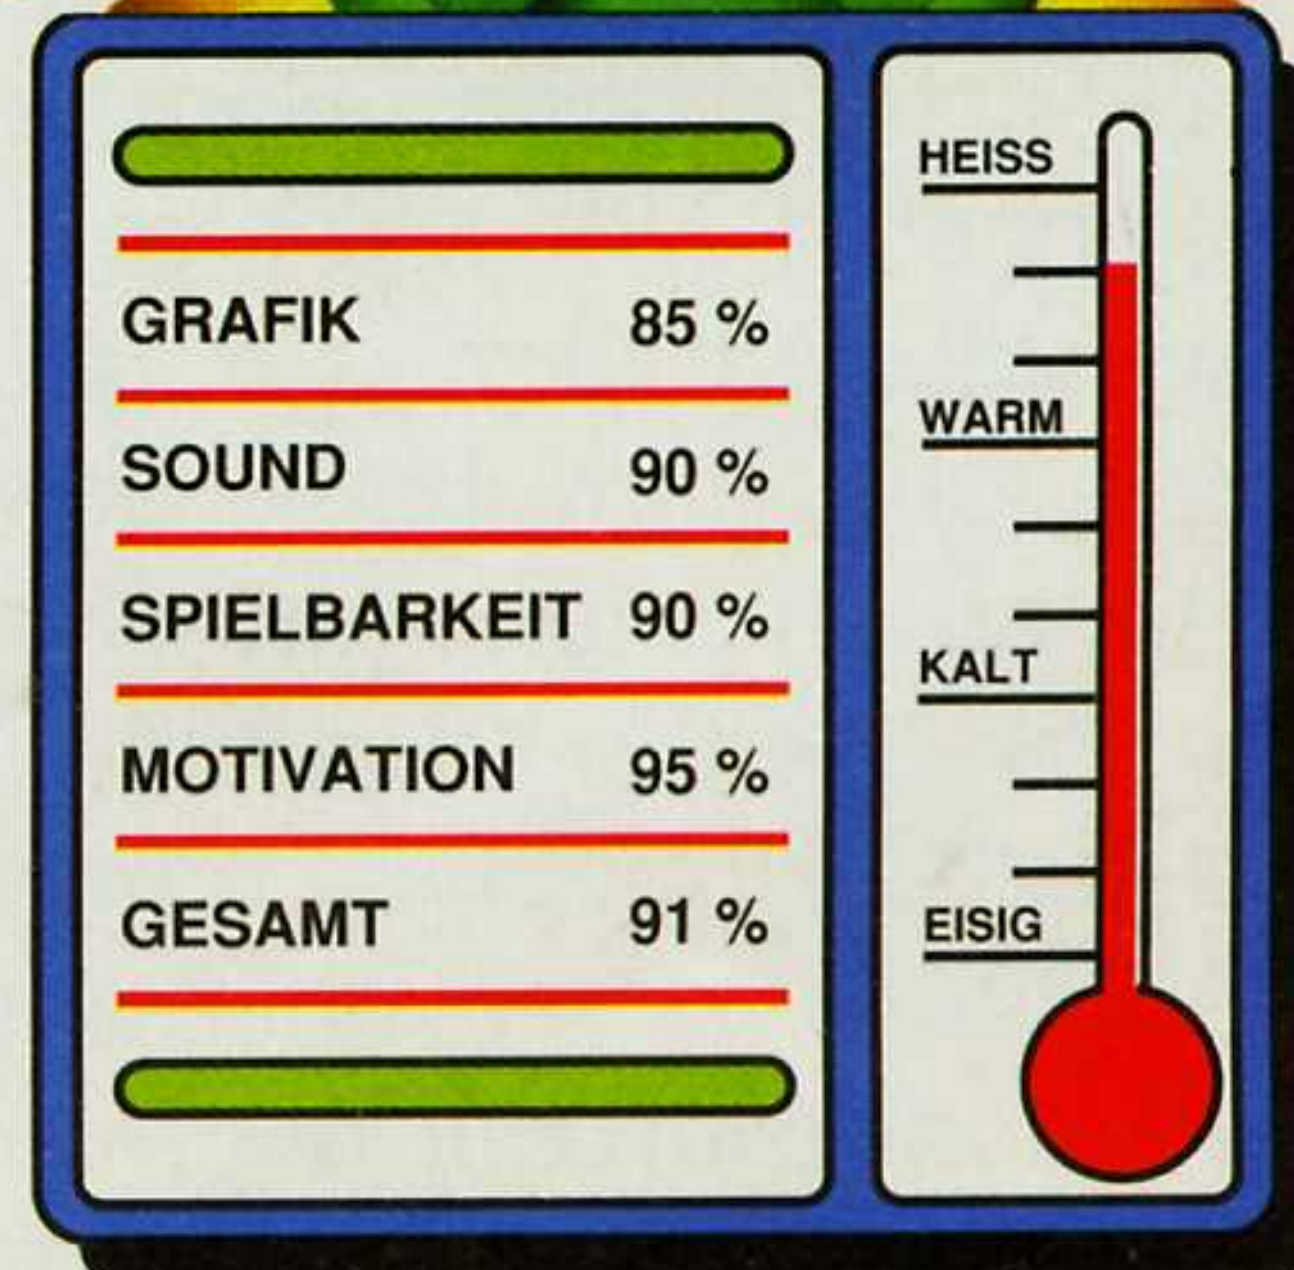 GRAFIK 85 %
SOUND 90 %
SPIELBARKEIT 90 %
MOTIVATION 95 %
GESAMT 91 %
HEISS
WARM
KALT
EISIG